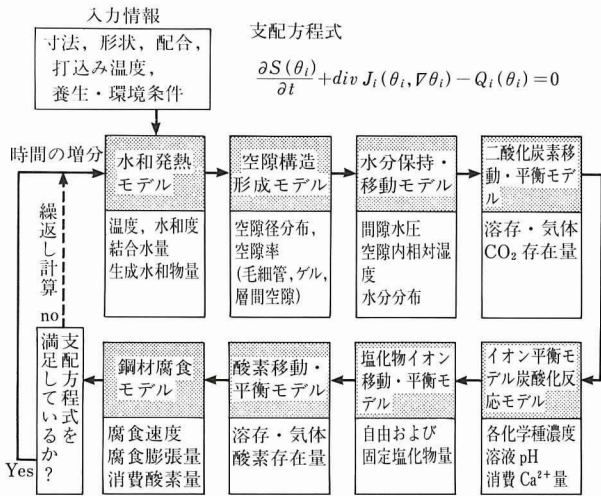 入力情報
寸法，形状，配合，
打込み温度，
養生・環境条件
支配方程式
∂S(θi)/∂t + div Ji(θi, ∇θi) − Qi(θi) = 0
時間の増分
水和発熱
モデル
温度，水和度
結合水量
生成水和物量
空隙構造
形成モデル
空隙径分布，
空隙率
(毛細管，ゲル，
層間空隙)
水分保持・
移動モデル
間隙水圧
空隙内相対湿
度
水分分布
二酸化炭素移
動・平衡モデ
ル
溶存・気体
CO2 存在量
イオン平衡モ
デル炭酸化反
応モデル
各化学種濃度
溶液 pH
消費 Ca2+量
塩化物イオン
移動・平衡モ
デル
自由および
固定塩化物量
酸素移動・
平衡モデル
溶存・気体
酸素存在量
鋼材腐食
モデル
腐食速度
腐食膨張量
消費酸素量
支配方程式を
満足しているか？
繰返し計算
no
Yes